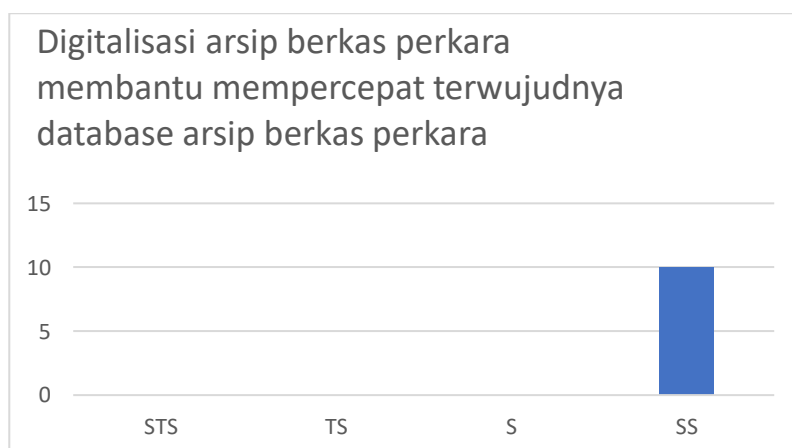 Digitalisasi arsip berkas perkara
membantu mempercepat terwujudnya
database arsip berkas perkara
15
10
5
0
STS TS S SS